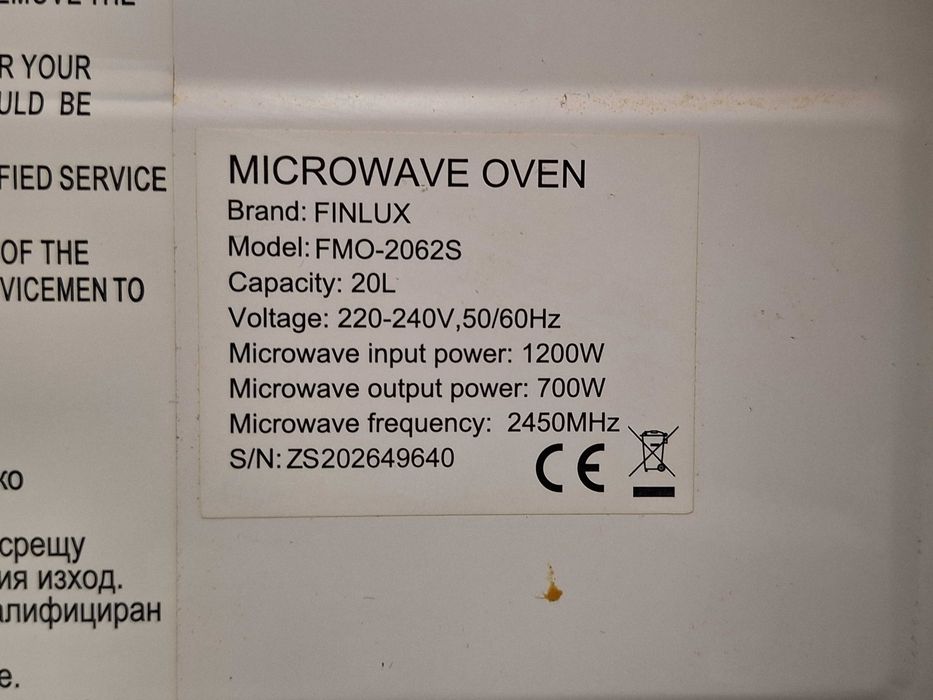 R YOUR
ULD BE
FIED SERVICE
OF THE
VICEMEN TO
ко
срещу
ия изход.
алифициран
е.
MICROWAVE OVEN
Brand: FINLUX
Model: FMO-2062S
Capacity: 20L
Voltage: 220-240V,50/60Hz
Microwave input power: 1200W
Microwave output power: 700W
Microwave frequency: 2450MHz
S/N: ZS202649640
CE